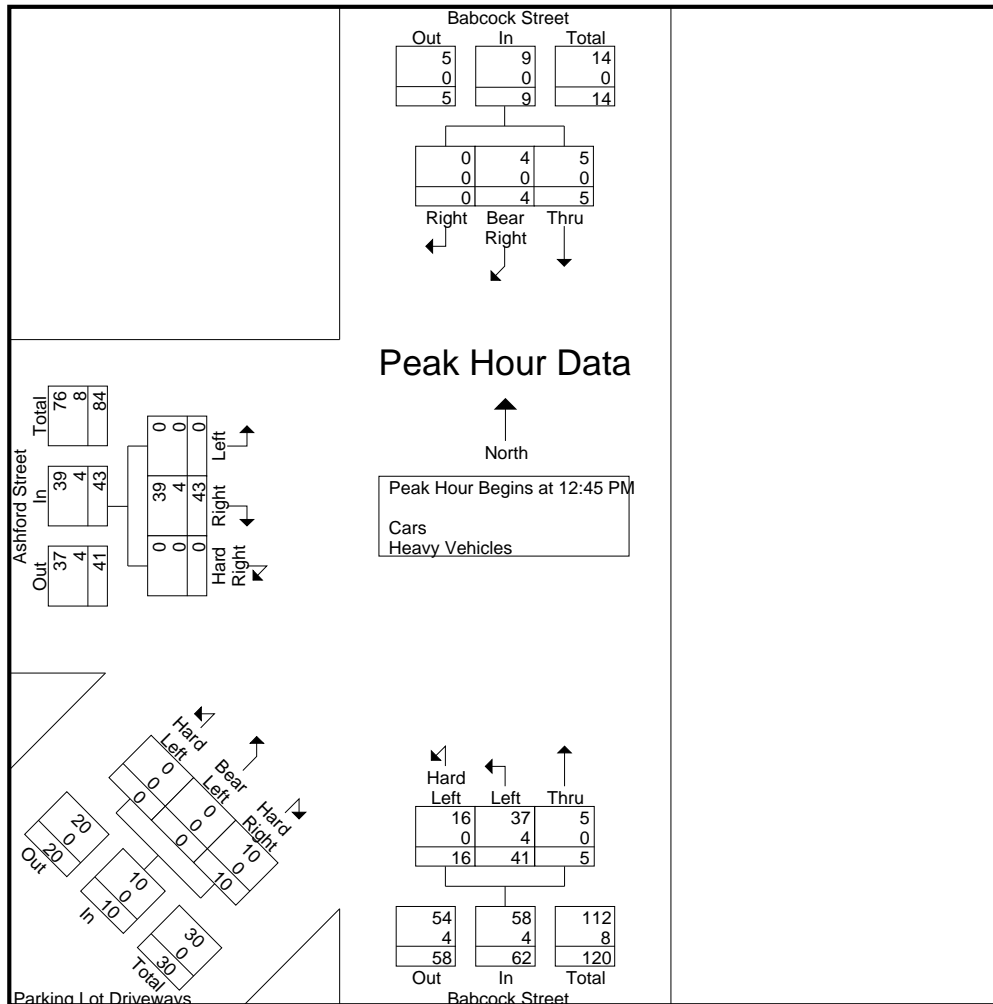 Babcock Street
Out In Total
5 9 14
0 0 0
5 9 14
0 4 5
0 0 0
0 4 5
Right Bear Right Thru
Peak Hour Data
North
Peak Hour Begins at 12:45 PM
Cars
Heavy Vehicles
Ashford Street
Total
76
8
84
In
39
4
43
Out
37
4
41
0
0
0
Left
39
4
43
Right
0
0
0
Hard
Right
Hard
Left
0
0
0
Bear
Left
0
0
0
Hard
Right
10
0
10
20
0
20
Out
10
0
10
In
30
0
30
Total
Parking Lot Driveways
Hard
Left Left Thru
16 37 5
0 4 0
16 41 5
54 58 112
4 4 8
58 62 120
Out In Total
Babcock Street